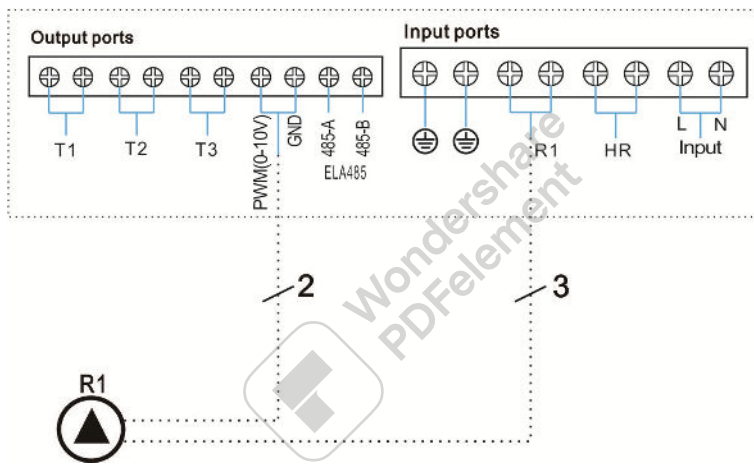 Output ports
Input ports
T1
T2
T3
PWM(0-10V)
GND
485-A
485-B
ELA485
R1
HR
L N
Input
2
3
R1
Wondershare
PDFelement